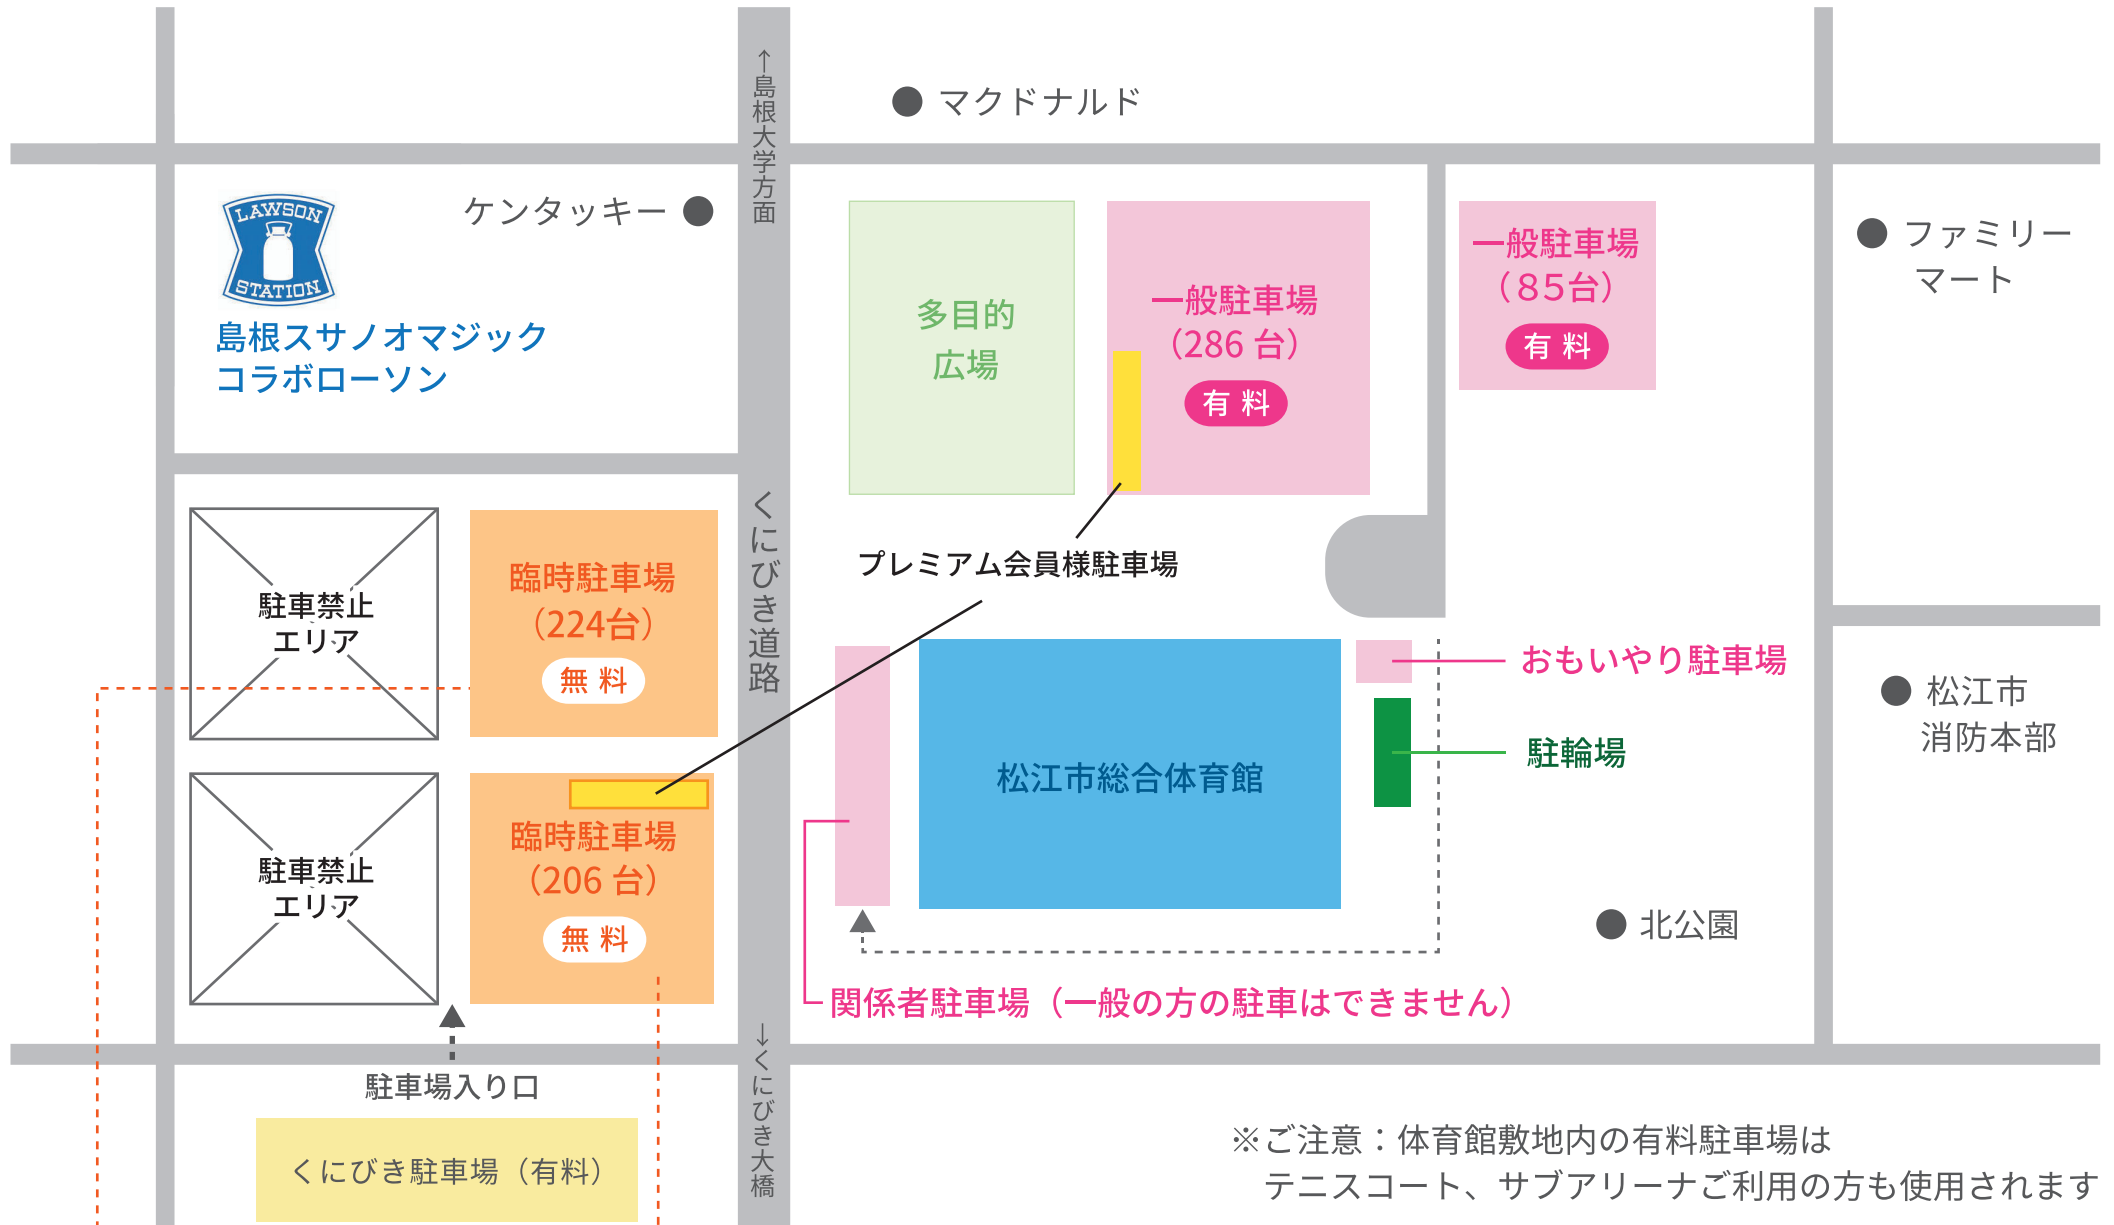 ←島根大学方面
マクドナルド
LAWSON
STATION
ケンタッキー
島根スサノオマジック
コラボローソン
多目的
広場
一般駐車場
（286 台）
有 料
一般駐車場
（85台）
有 料
ファミリー
マート
くにびき道路
駐車禁止
エリア
臨時駐車場
（224台）
無 料
プレミアム会員様駐車場
おもいやり駐車場
駐輪場
松江市
消防本部
松江市総合体育館
駐車禁止
エリア
臨時駐車場
（206 台）
無 料
北公園
関係者駐車場（一般の方の駐車はできません）
→くにびき大橋
駐車場入り口
くにびき駐車場（有料）
※ご注意：体育館敷地内の有料駐車場は
テニスコート、サブアリーナご利用の方も使用されます